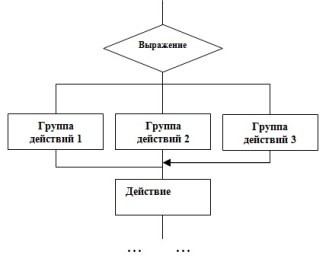 Выражение
Группа
действий 1
Группа
действий 2
Группа
действий 3
Действие
... ...